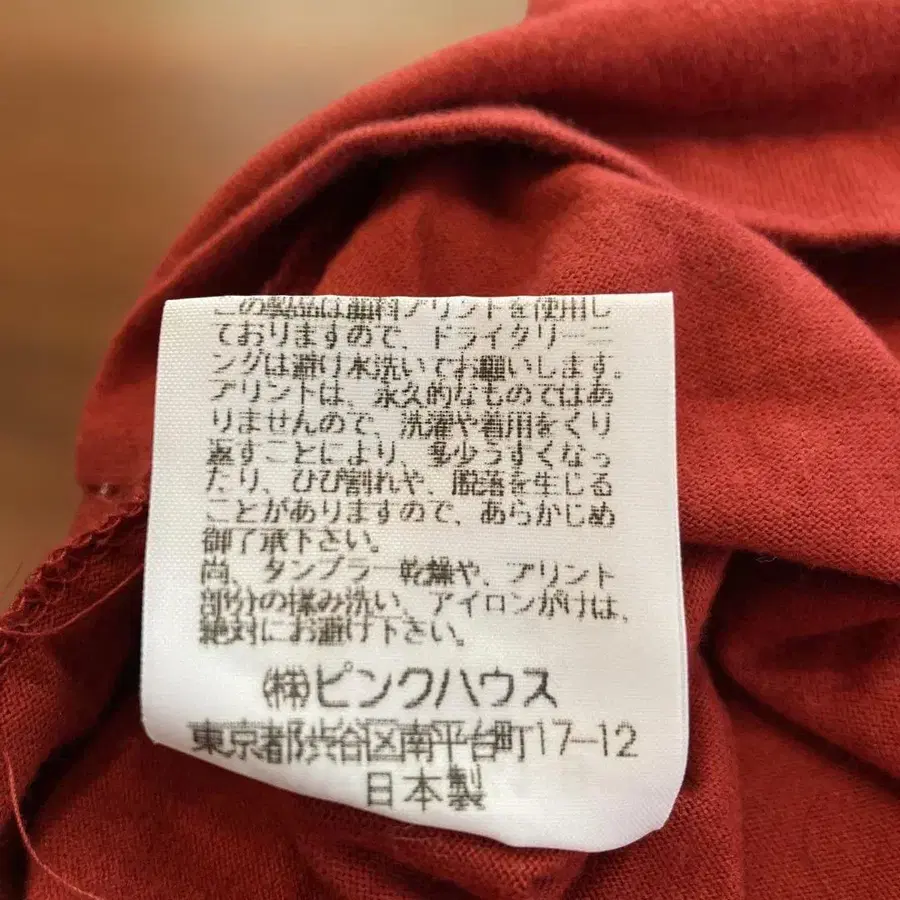 この製品は顔料プリントを使用し
ておりますので、ドライクリーニ
ングは避け水洗いでお願いします。
プリントは、永久的なものではあ
りませんので、洗濯や着用をくり
返すことにより、多少うすくなっ
たり、ひび割れや、脱落を生じる
ことがありますので、あらかじめ
御了承下さい。
尚、タンブラー乾燥や、プリント
部分の揉み洗い、アイロンがけは、
絶対にお避け下さい。
㈱ピンクハウス
東京都渋谷区南平台町17-12
日本製